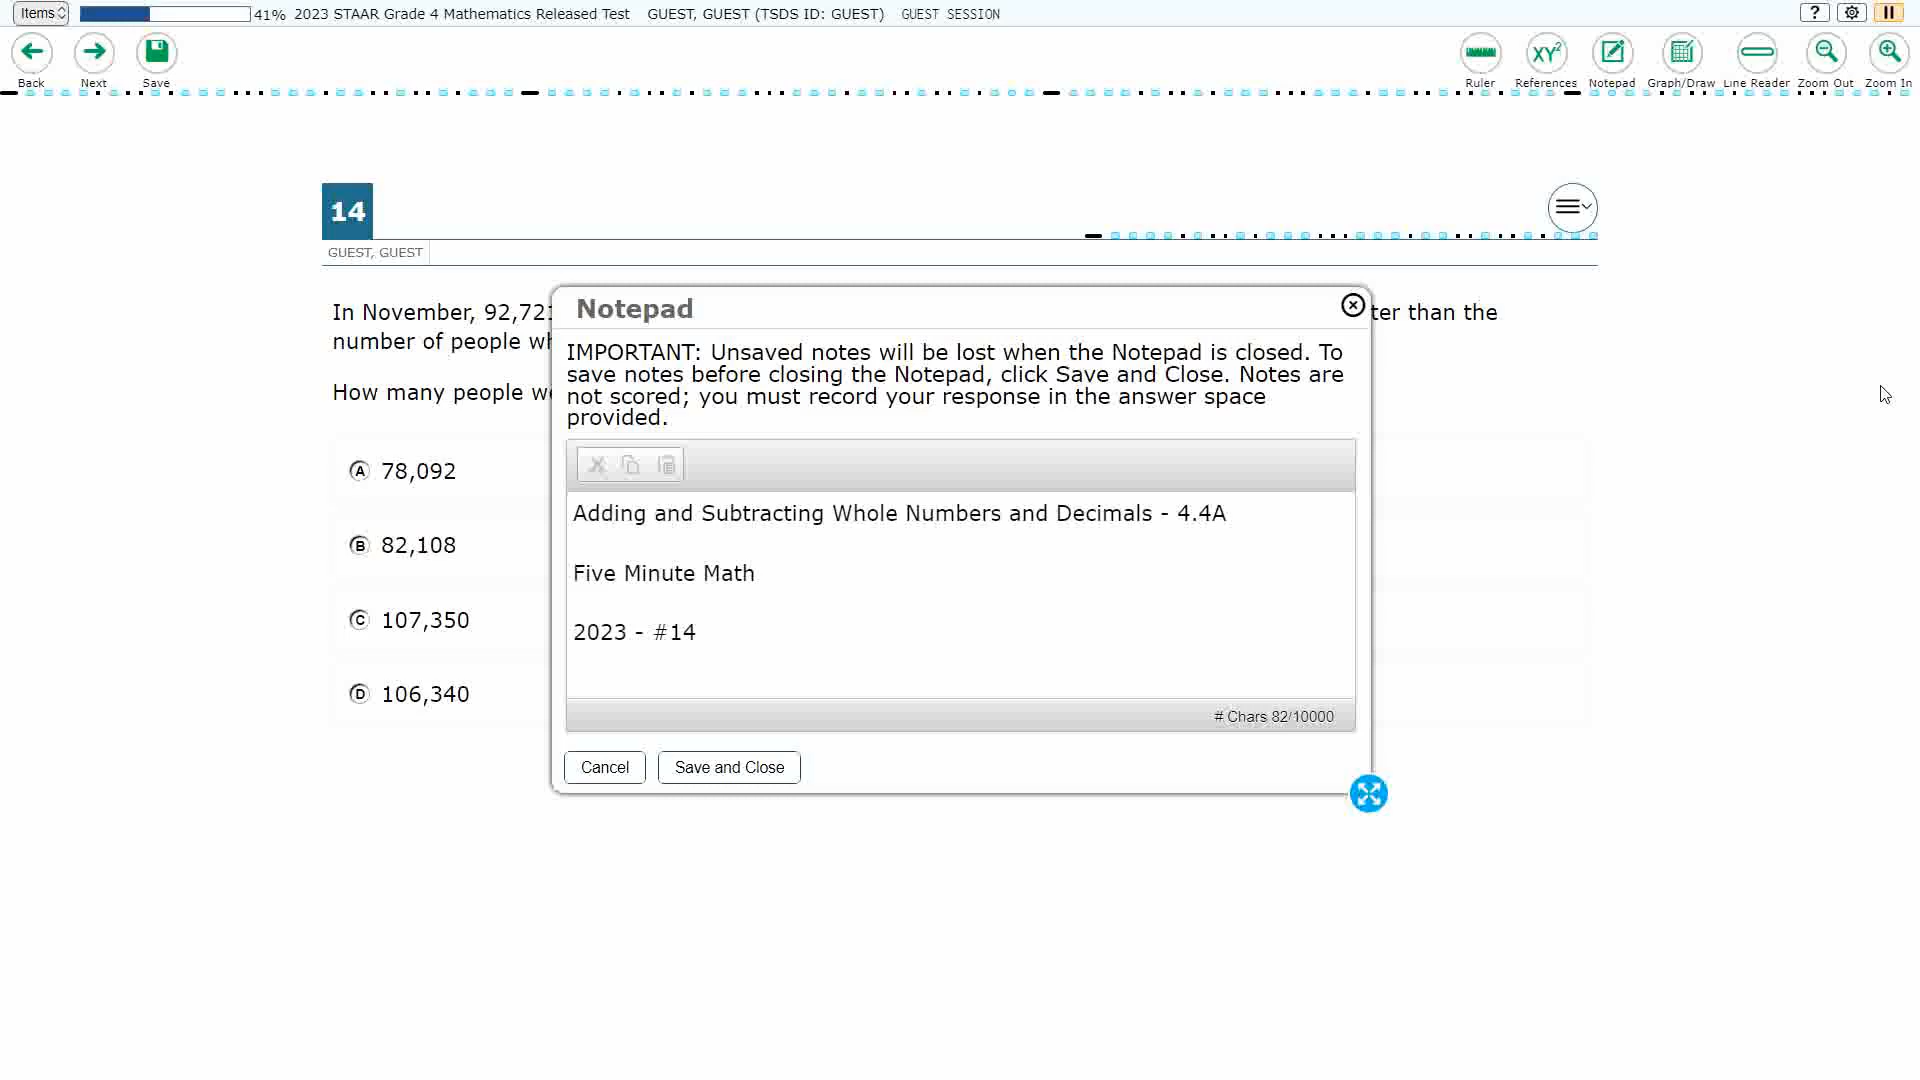 Items 41% 2023 STAAR Grade 4 Mathematics Released Test GUEST, GUEST (TSDS ID: GUEST) GUEST SESSION ?
Back Next Save XY² Ruler References Notepad Graph/Draw Line Reader Zoom Out Zoom In
14
GUEST, GUEST
In November, 92,721
ter than the
number of people
How many people
A 78,092
B 82,108
C 107,350
D 106,340
Notepad
IMPORTANT: Unsaved notes will be lost when the Notepad is closed. To
save notes before closing the Notepad, click Save and Close. Notes are
not scored; you must record your response in the answer space
provided.
Adding and Subtracting Whole Numbers and Decimals - 4.4A
Five Minute Math
2023 - #14
# Chars 82/10000
Cancel Save and Close